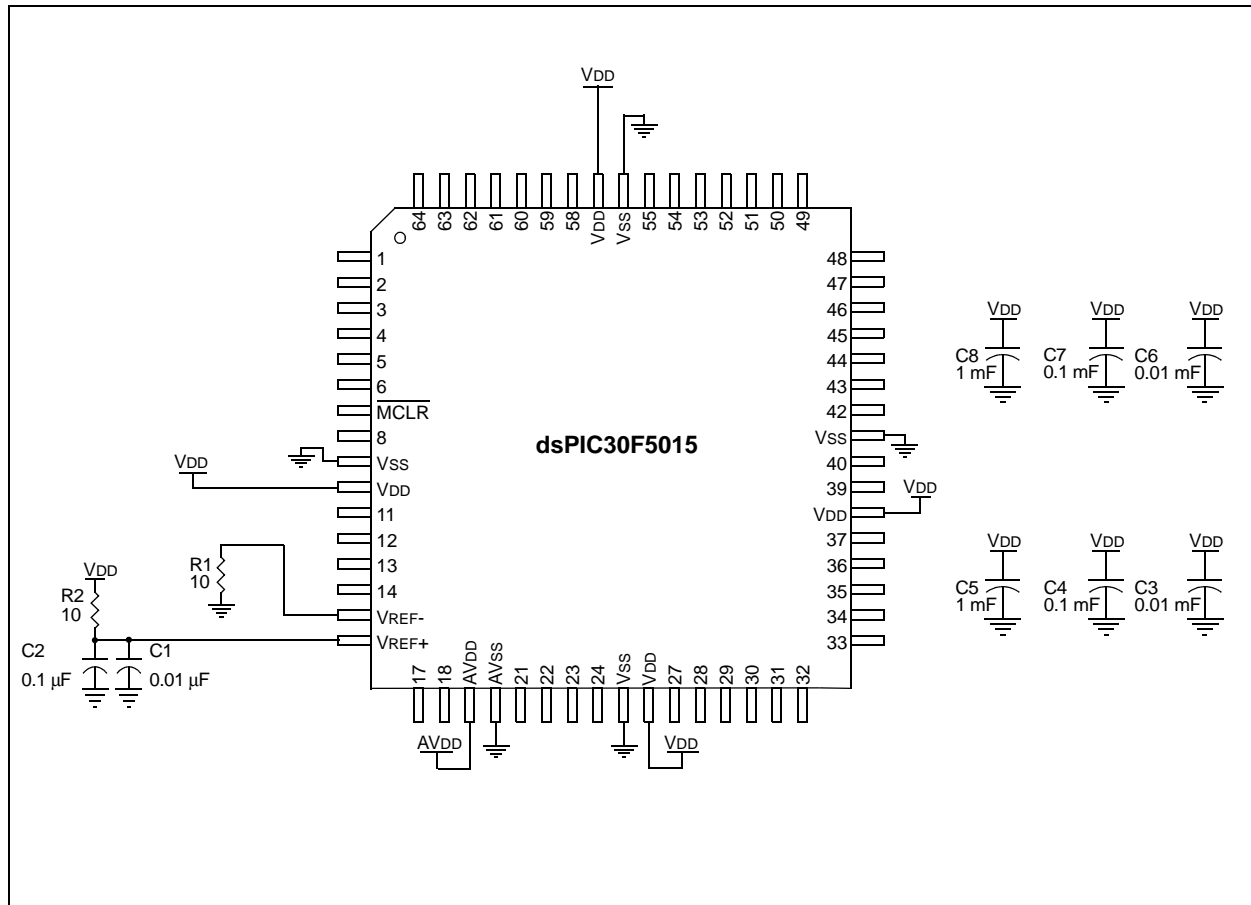 VDD
64
63
62
61
60
59
58
VDD
VSS
55
54
53
52
51
50
49
1
2
3
4
5
6
MCLR
8
VSS
VDD
11
12
13
14
VREF-
VREF+
VDD
R1
10
VDD
R2
10
C2
0.1 µF
C1
0.01 µF
dsPIC30F5015
48
47
46
45
44
43
42
VSS
40
39
VDD
37
36
35
34
33
VDD
17
18
AVDD
AVSS
21
22
23
24
VSS
VDD
27
28
29
30
31
32
AVDD
VDD
VDD
C8
1 mF
VDD
C7
0.1 mF
VDD
C6
0.01 mF
VDD
C5
1 mF
VDD
C4
0.1 mF
VDD
C3
0.01 mF